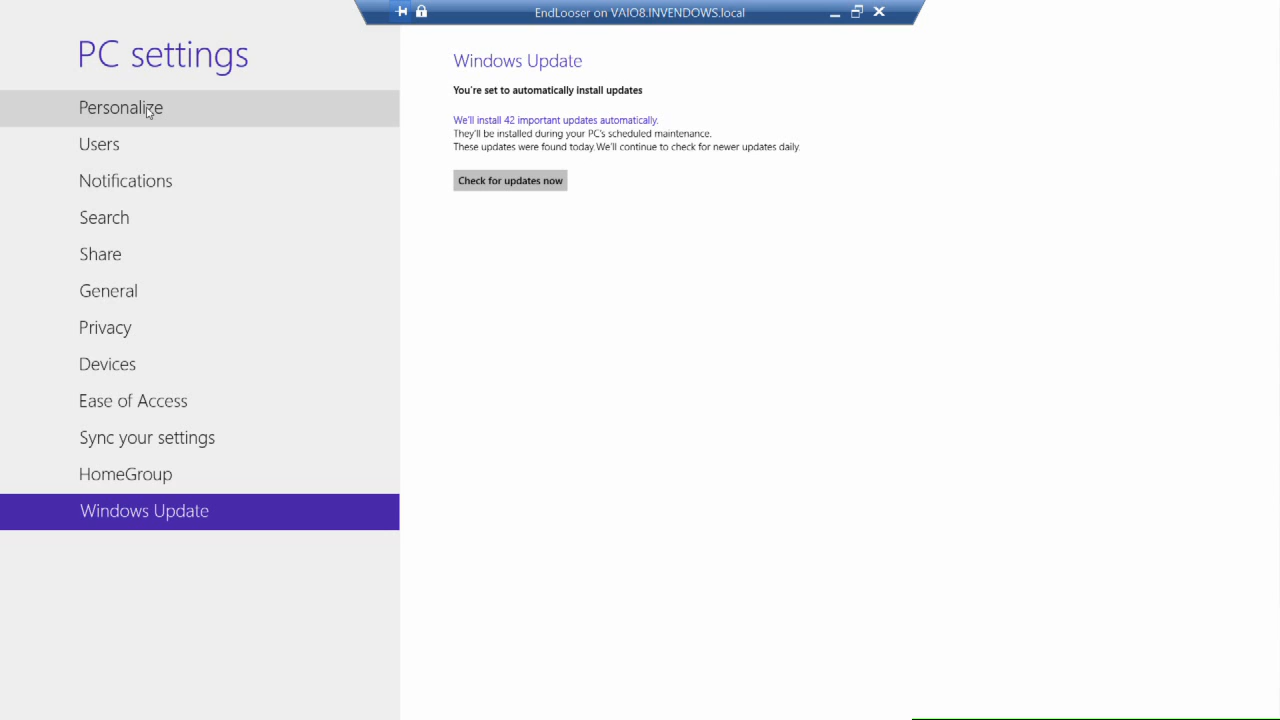 EndLooser on VAIO8.INVENDOWS.local
PC settings
Personalize
Users
Notifications
Search
Share
General
Privacy
Devices
Ease of Access
Sync your settings
HomeGroup
Windows Update
Windows Update
You're set to automatically install updates
We'll install 42 important updates automatically.
They'll be installed during your PC's scheduled maintenance.
These updates were found today.We'll continue to check for newer updates daily.
Check for updates now